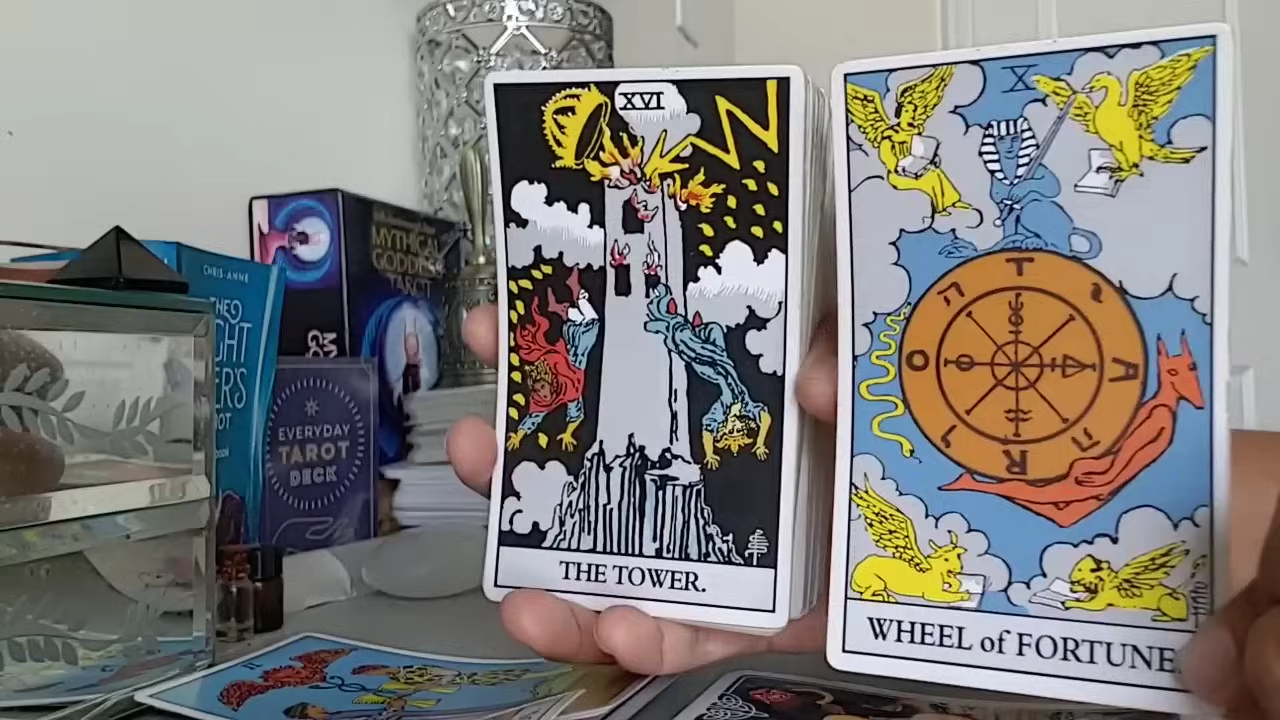 XVI
THE TOWER.
X
T
A
R
O
WHEEL of FORTUNE.
CHRIS-ANNE
MYTHICAL
GODDESS
TAROT
EVERYDAY
TAROT
DECK